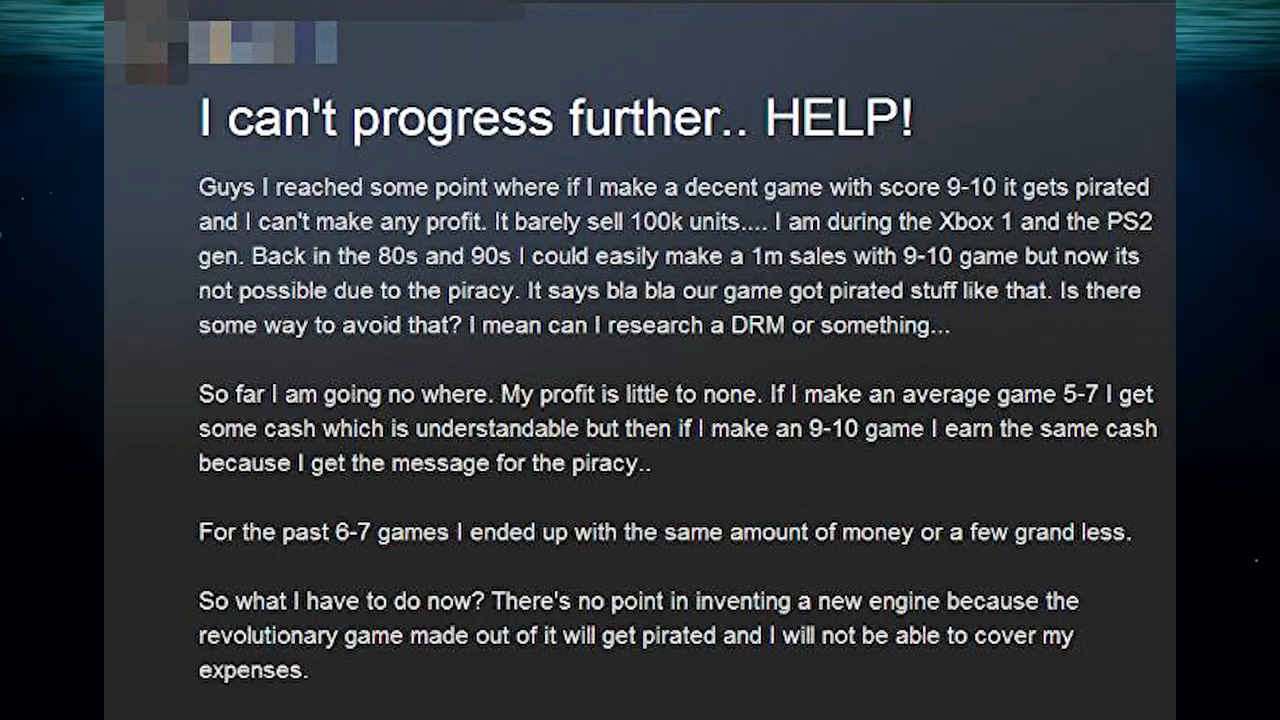 I can't progress further.. HELP!
Guys I reached some point where if I make a decent game with score 9-10 it gets pirated
and I can't make any profit. It barely sell 100k units.... I am during the Xbox 1 and the PS2
gen. Back in the 80s and 90s I could easily make a 1m sales with 9-10 game but now its
not possible due to the piracy. It says bla bla our game got pirated stuff like that. Is there
some way to avoid that? I mean can I research a DRM or something...
So far I am going no where. My profit is little to none. If I make an average game 5-7 I get
some cash which is understandable but then if I make an 9-10 game I earn the same cash
because I get the message for the piracy..
For the past 6-7 games I ended up with the same amount of money or a few grand less.
So what I have to do now? There's no point in inventing a new engine because the
revolutionary game made out of it will get pirated and I will not be able to cover my
expenses.